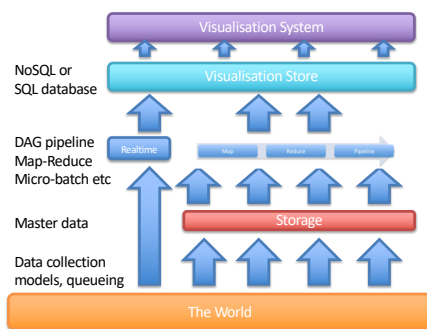 Visualisation System
NoSQL or
SQL database
Visualisation Store
DAG pipeline
Map-Reduce
Micro-batch etc
Realtime
Map
Reduce
Pipeline
Master data
Storage
Data collection
models, queueing
The World